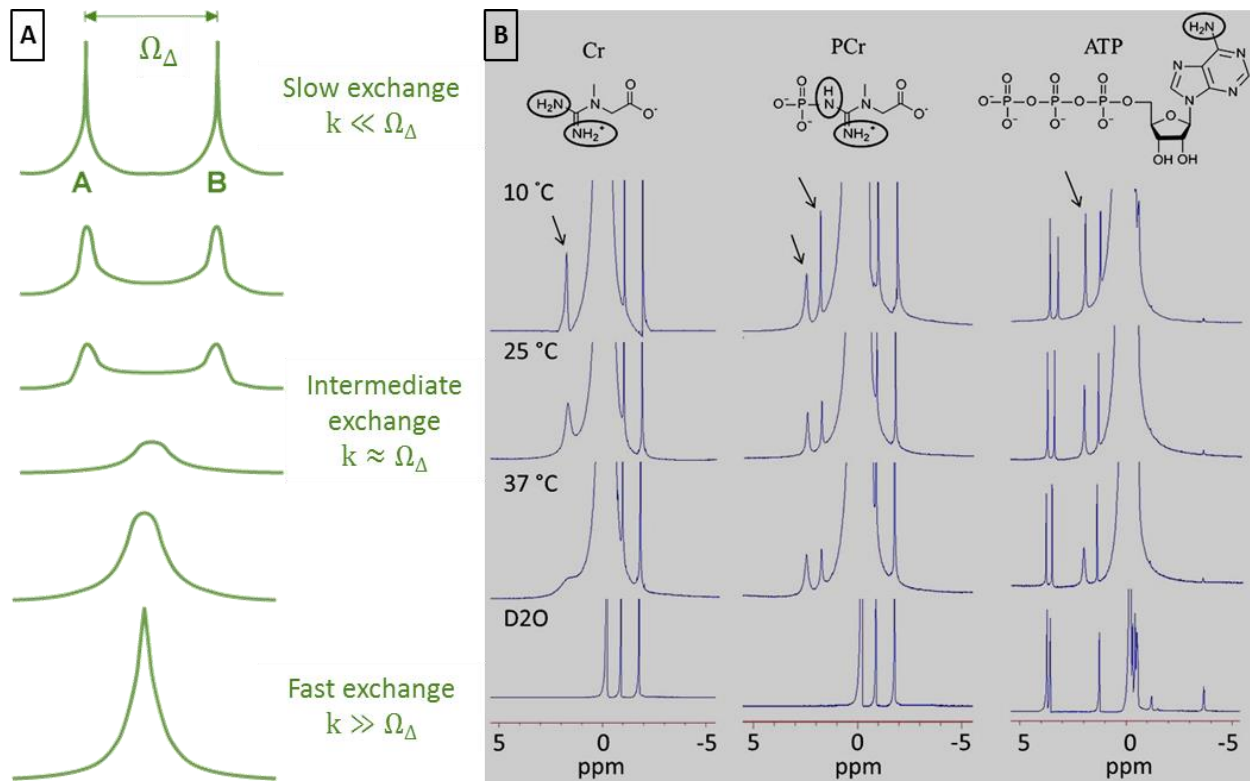 A
Ω_Δ
Slow exchange
k ≪ Ω_Δ
A
B
Intermediate
exchange
k ≈ Ω_Δ
Fast exchange
k ≫ Ω_Δ
B
Cr
H₂N
N
O
O⁻
NH₂⁺
PCr
O
H
⁻O P N N O⁻
O⁻
O
NH₂⁺
ATP
H₂N
O O O
⁻O P O P O P O
O⁻ O⁻ O⁻
N N
N N
O
OH OH
10 °C
25 °C
37 °C
D2O
5 0 -5
ppm
5 0 -5
ppm
5 0 -5
ppm